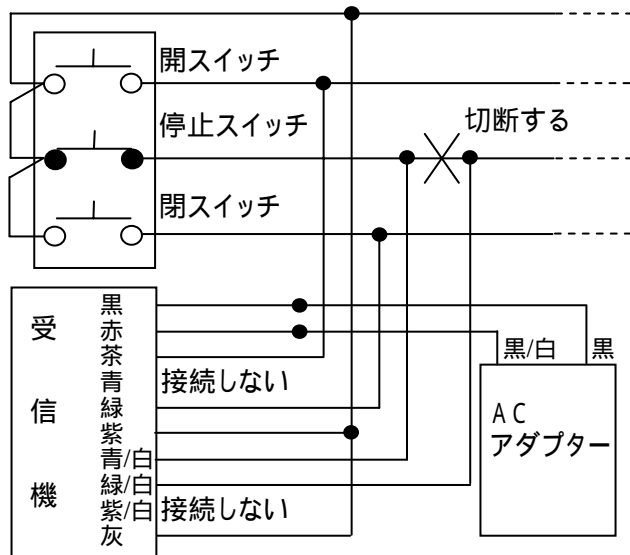 開スイッチ
停止スイッチ
切断する
閉スイッチ
受信機
黒
赤
茶
青
接続しない
緑
紫
青/白
緑/白
紫/白
接続しない
灰
黒/白
黒
AC
アダプター